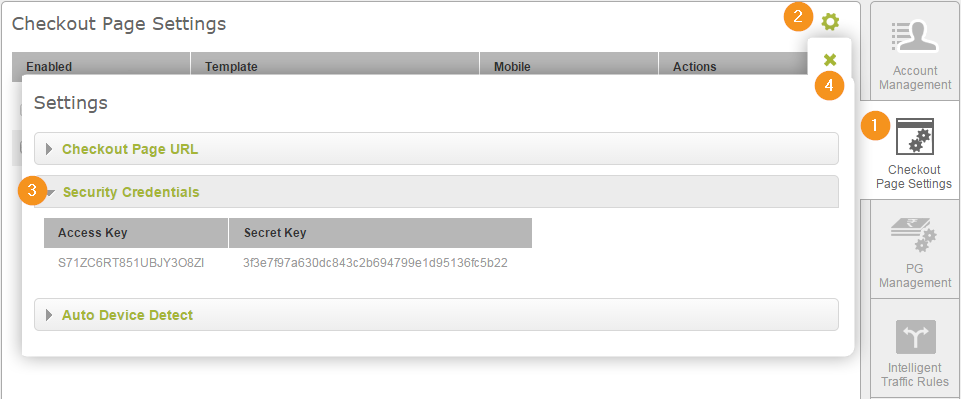 Checkout Page Settings
2
Enabled Template Mobile Actions
4
Settings
Checkout Page URL
3
Security Credentials
Access Key Secret Key
S71ZC6RT851UBJY3O8ZI 3f3e7f97a630dc843c2b694799e1d95136fc5b22
Auto Device Detect
Account
Management
1
Checkout
Page Settings
PG
Management
Intelligent
Traffic Rules